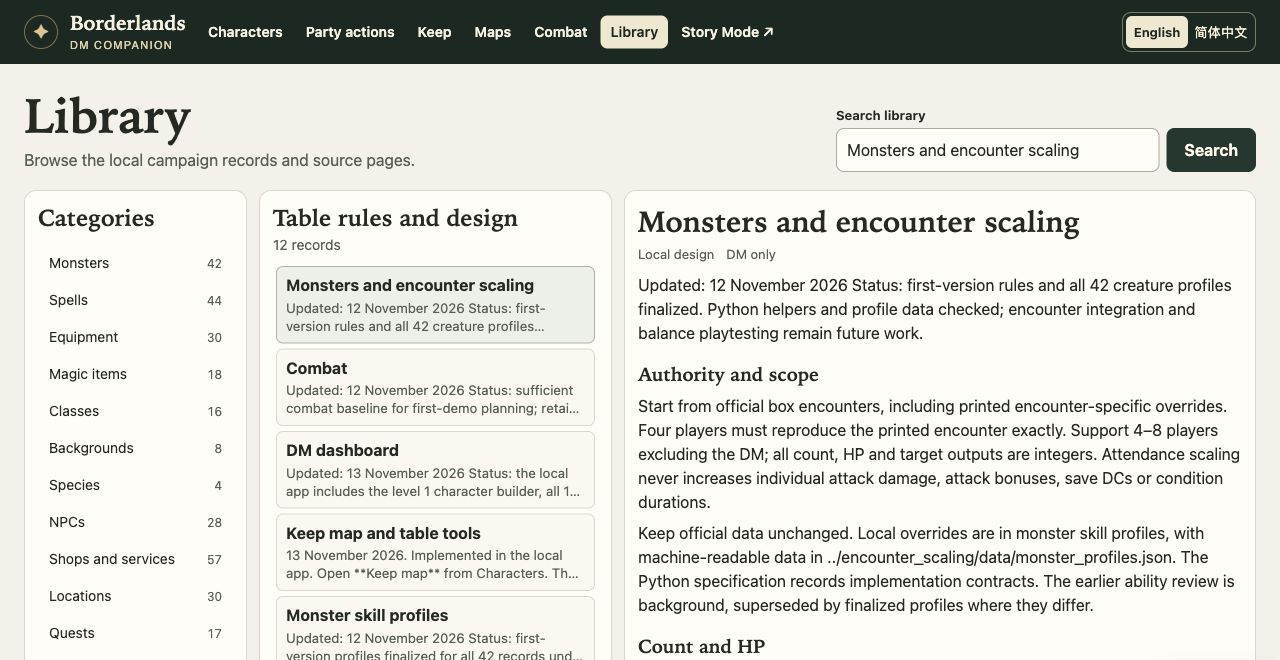 Borderlands
DM COMPANION
Characters
Party actions
Keep
Maps
Combat
Library
Story Mode ↗
English
简体中文
Library
Browse the local campaign records and source pages.
Search library
Monsters and encounter scaling
Search
Categories
Monsters 42
Spells 44
Equipment 30
Magic items 18
Classes 16
Backgrounds 8
Species 4
NPCs 28
Shops and services 57
Locations 30
Quests 17
Table rules and design
12 records
Monsters and encounter scaling
Updated: 12 November 2026 Status: first-
version rules and all 42 creature profiles...
Combat
Updated: 12 November 2026 Status: sufficient
combat baseline for first-demo planning; retai...
DM dashboard
Updated: 13 November 2026 Status: the local
app includes the level 1 character builder, all 1...
Keep map and table tools
13 November 2026. Implemented in the local
app. Open **Keep map** from Characters. Th...
Monster skill profiles
Updated: 12 November 2026 Status: first-
version profiles finalized for all 42 records und...
Monsters and encounter scaling
Local design DM only
Updated: 12 November 2026 Status: first-version rules and all 42 creature profiles
finalized. Python helpers and profile data checked; encounter integration and
balance playtesting remain future work.
Authority and scope
Start from official box encounters, including printed encounter-specific overrides.
Four players must reproduce the printed encounter exactly. Support 4–8 players
excluding the DM; all count, HP and target outputs are integers. Attendance scaling
never increases individual attack damage, attack bonuses, save DCs or condition
durations.
Keep official data unchanged. Local overrides are in monster skill profiles, with
machine-readable data in ../encounter_scaling/data/monster_profiles.json. The
Python specification records implementation contracts. The earlier ability review is
background, superseded by finalized profiles where they differ.
Count and HP